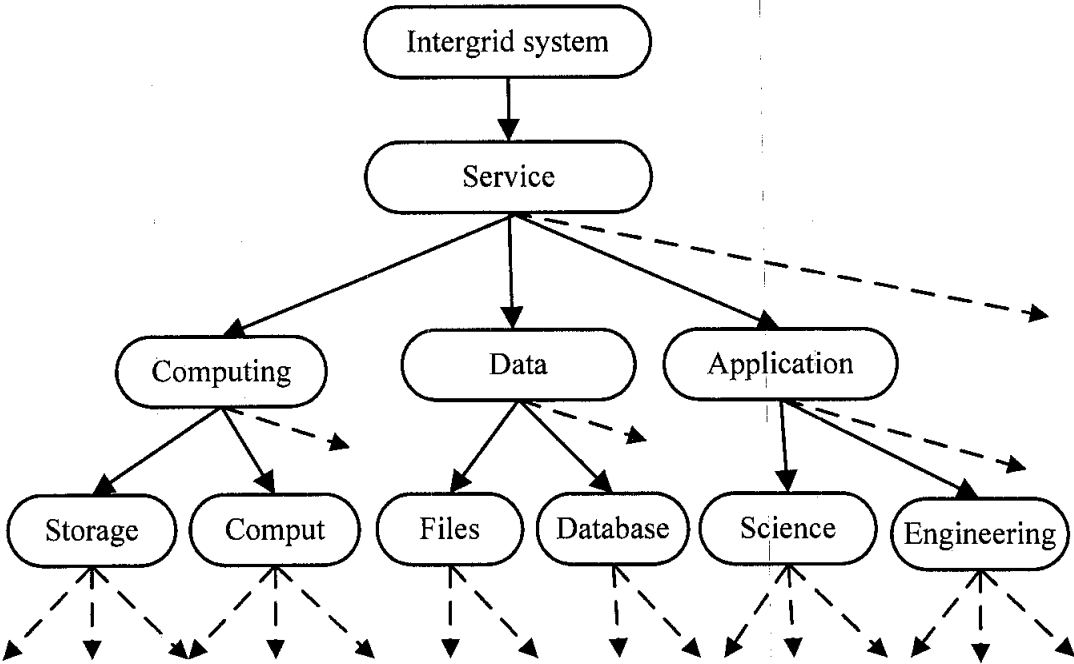 Intergrid system
Service
Computing
Data
Application
Storage
Comput
Files
Database
Science
Engineering